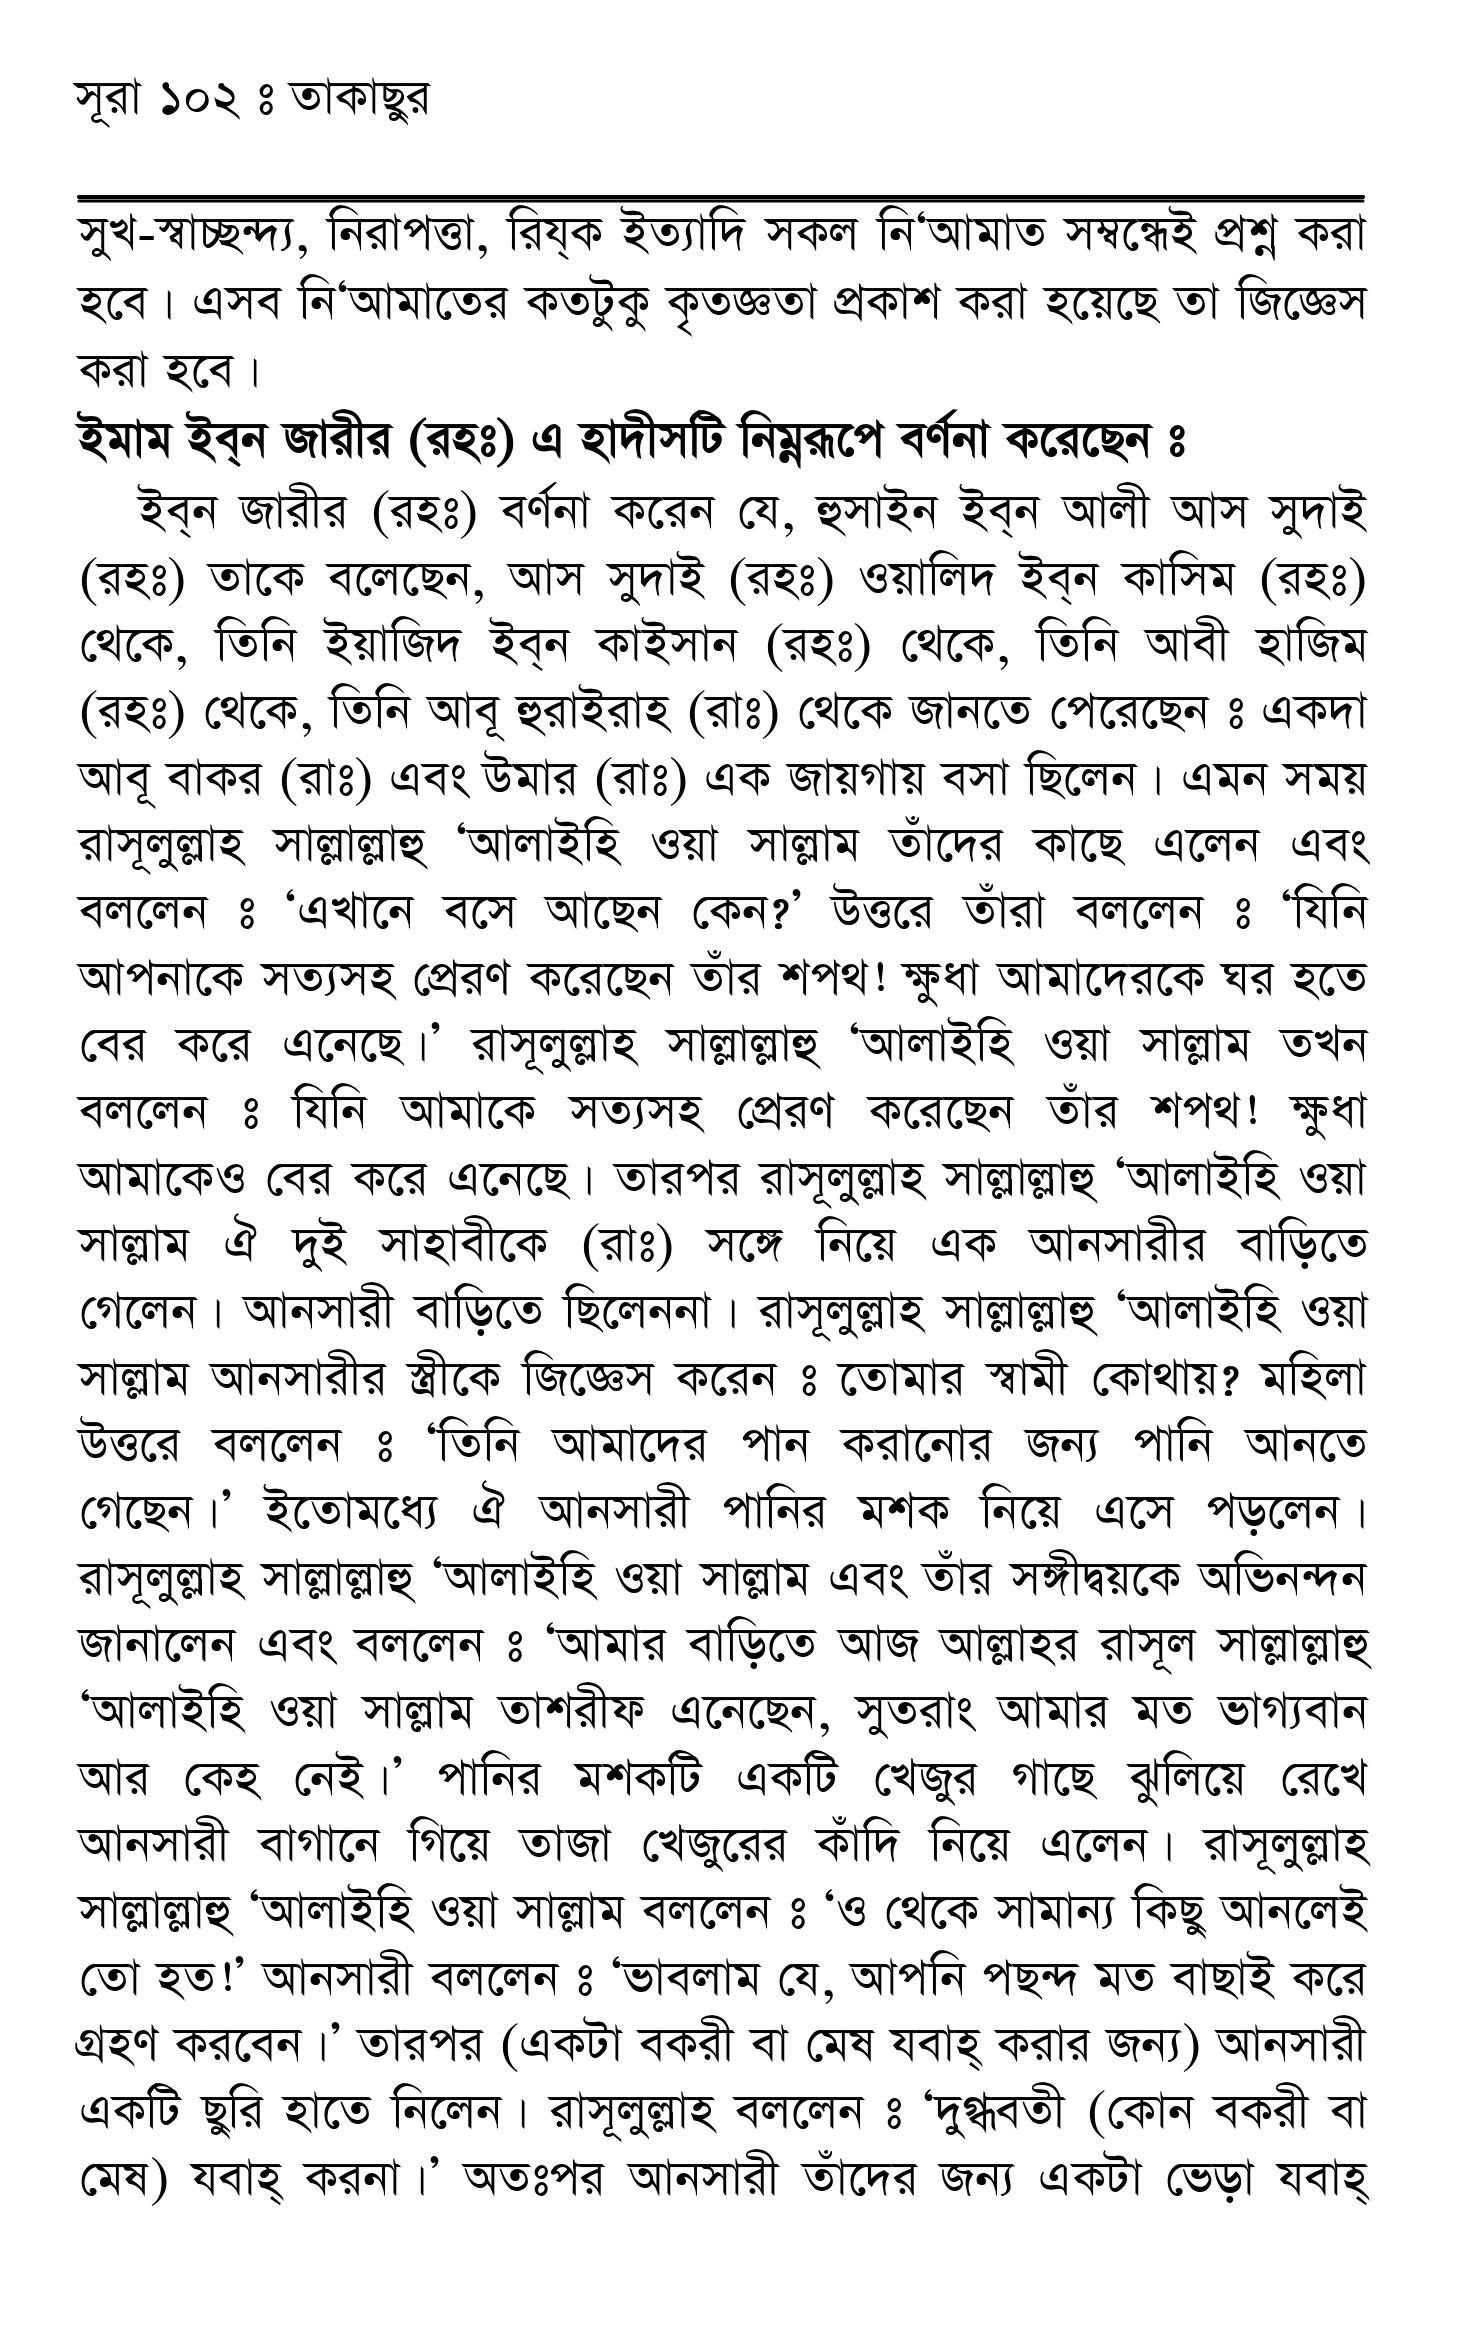 সূরা ১০২ ঃ তাকাছুর
সুখ-স্বাচ্ছন্দ্য, নিরাপত্তা, রিয্ক ইত্যাদি সকল নি‘আমাত সম্বন্ধেই প্রশ্ন করা
হবে। এসব নি‘আমাতের কতটুকু কৃতজ্ঞতা প্রকাশ করা হয়েছে তা জিজ্ঞেস
করা হবে।
ইমাম ইব্ন জারীর (রহঃ) এ হাদীসটি নিম্নরূপে বর্ণনা করেছেন ঃ
ইব্ন জারীর (রহঃ) বর্ণনা করেন যে, হুসাইন ইব্ন আলী আস সুদাই
(রহঃ) তাকে বলেছেন, আস সুদাই (রহঃ) ওয়ালিদ ইব্ন কাসিম (রহঃ)
থেকে, তিনি ইয়াজিদ ইব্ন কাইসান (রহঃ) থেকে, তিনি আবী হাজিম
(রহঃ) থেকে, তিনি আবূ হুরাইরাহ (রাঃ) থেকে জানতে পেরেছেন ঃ একদা
আবূ বাকর (রাঃ) এবং উমার (রাঃ) এক জায়গায় বসা ছিলেন। এমন সময়
রাসূলুল্লাহ সাল্লাল্লাহু ‘আলাইহি ওয়া সাল্লাম তাঁদের কাছে এলেন এবং
বললেন ঃ ‘এখানে বসে আছেন কেন?’ উত্তরে তাঁরা বললেন ঃ ‘যিনি
আপনাকে সত্যসহ প্রেরণ করেছেন তাঁর শপথ! ক্ষুধা আমাদেরকে ঘর হতে
বের করে এনেছে।’ রাসূলুল্লাহ সাল্লাল্লাহু ‘আলাইহি ওয়া সাল্লাম তখন
বললেন ঃ যিনি আমাকে সত্যসহ প্রেরণ করেছেন তাঁর শপথ! ক্ষুধা
আমাকেও বের করে এনেছে। তারপর রাসূলুল্লাহ সাল্লাল্লাহু ‘আলাইহি ওয়া
সাল্লাম ঐ দুই সাহাবীকে (রাঃ) সঙ্গে নিয়ে এক আনসারীর বাড়িতে
গেলেন। আনসারী বাড়িতে ছিলেননা। রাসূলুল্লাহ সাল্লাল্লাহু ‘আলাইহি ওয়া
সাল্লাম আনসারীর স্ত্রীকে জিজ্ঞেস করেন ঃ তোমার স্বামী কোথায়? মহিলা
উত্তরে বললেন ঃ ‘তিনি আমাদের পান করানোর জন্য পানি আনতে
গেছেন।’ ইতোমধ্যে ঐ আনসারী পানির মশক নিয়ে এসে পড়লেন।
রাসূলুল্লাহ সাল্লাল্লাহু ‘আলাইহি ওয়া সাল্লাম এবং তাঁর সঙ্গীদ্বয়কে অভিনন্দন
জানালেন এবং বললেন ঃ ‘আমার বাড়িতে আজ আল্লাহর রাসূল সাল্লাল্লাহু
‘আলাইহি ওয়া সাল্লাম তাশরীফ এনেছেন, সুতরাং আমার মত ভাগ্যবান
আর কেহ নেই।’ পানির মশকটি একটি খেজুর গাছে ঝুলিয়ে রেখে
আনসারী বাগানে গিয়ে তাজা খেজুরের কাঁদি নিয়ে এলেন। রাসূলুল্লাহ
সাল্লাল্লাহু ‘আলাইহি ওয়া সাল্লাম বললেন ঃ ‘ও থেকে সামান্য কিছু আনলেই
তো হত!’ আনসারী বললেন ঃ ‘ভাবলাম যে, আপনি পছন্দ মত বাছাই করে
গ্রহণ করবেন।’ তারপর (একটা বকরী বা মেষ যবাহ্ করার জন্য) আনসারী
একটি ছুরি হাতে নিলেন। রাসূলুল্লাহ বললেন ঃ ‘দুগ্ধবতী (কোন বকরী বা
মেষ) যবাহ্ করনা।’ অতঃপর আনসারী তাঁদের জন্য একটা ভেড়া যবাহ্